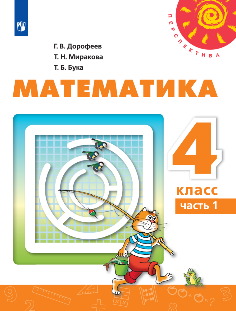 ПЕРСПЕКТИВА
Г. В. Дорофеев
Т. Н. Миракова
Т. Б. Бука
МАТЕМАТИКА
4
класс
часть 1